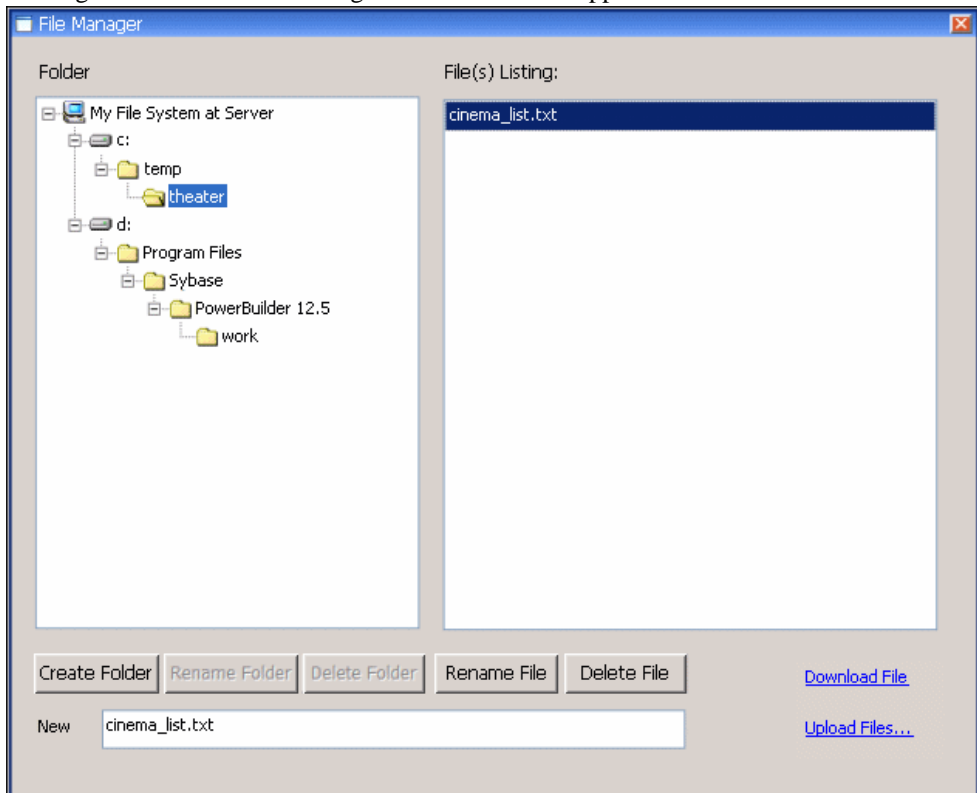 File Manager
Folder
File(s) Listing:
My File System at Server
c:
temp
theater
d:
Program Files
Sybase
PowerBuilder 12.5
work
cinema_list.txt
Create Folder
Rename Folder
Delete Folder
Rename File
Delete File
Download File
New
cinema_list.txt
Upload Files...